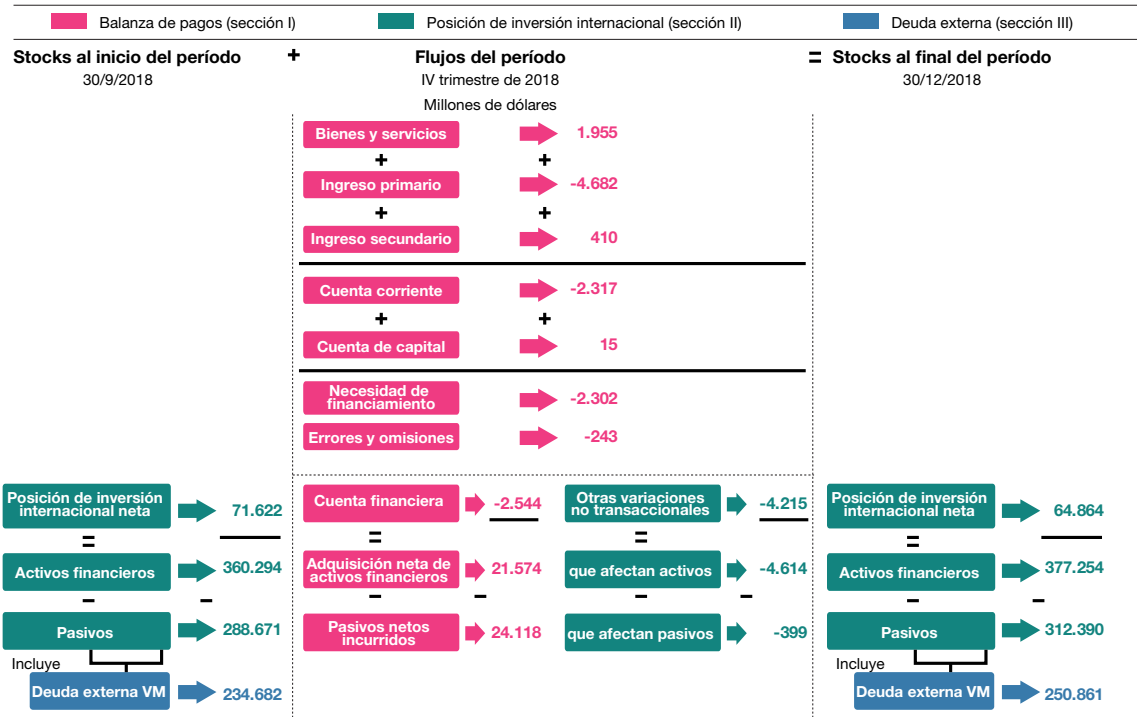 Balanza de pagos (sección I)
Posición de inversión internacional (sección II)
Deuda externa (sección III)
Stocks al inicio del período
30/9/2018
+
Flujos del período
IV trimestre de 2018
Millones de dólares
=
Stocks al final del período
30/12/2018
Bienes y servicios 1.955
+ +
Ingreso primario -4.682
+ +
Ingreso secundario 410
Cuenta corriente -2.317
+ +
Cuenta de capital 15
Necesidad de
financiamiento -2.302
Errores y omisiones -243
Posición de inversión
internacional neta 71.622
=
Activos financieros 360.294
– –
Pasivos 288.671
Incluye
Deuda externa VM 234.682
Cuenta financiera -2.544
=
Adquisición neta de
activos financieros 21.574
– –
Pasivos netos
incurridos 24.118
Otras variaciones
no transaccionales -4.215
=
que afectan activos -4.614
– –
que afectan pasivos -399
Posición de inversión
internacional neta 64.864
=
Activos financieros 377.254
– –
Pasivos 312.390
Incluye
Deuda externa VM 250.861